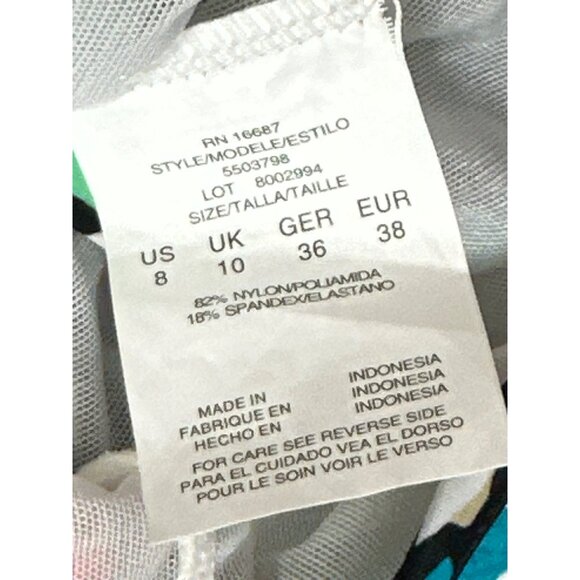 RN 16687
STYLE/MODELE/ESTILO
5503798
LOT 8002994
SIZE/TALLA/TAILLE
US UK GER EUR
8 10 36 38
82% NYLON/POLIAMIDA
18% SPANDEX/ELASTANO
MADE IN INDONESIA
FABRIQUE EN INDONESIA
HECHO EN INDONESIA
FOR CARE SEE REVERSE SIDE
PARA EL CUIDADO VEA EL DORSO
POUR LE SOIN VOIR LE VERSO